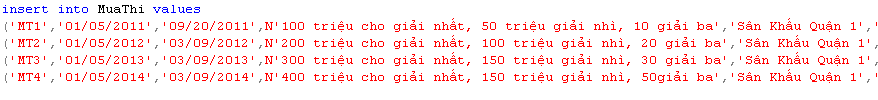 insert into MuaThi values
('MT1','01/05/2011','09/20/2011',N'100 triệu cho giải nhất, 50 triệu giải nhì, 10 giải ba','Sân Khấu Quận 1','
('MT2','01/05/2012','03/09/2012',N'200 triệu cho giải nhất, 100 triệu giải nhì, 20 giải ba','Sân Khấu Quận 1','
('MT3','01/05/2013','03/09/2013',N'300 triệu cho giải nhất, 150 triệu giải nhì, 30 giải ba','Sân Khấu Quận 1','
('MT4','01/05/2014','03/09/2014',N'400 triệu cho giải nhất, 150 triệu giải nhì, 50giải ba','Sân Khấu Quận 1','